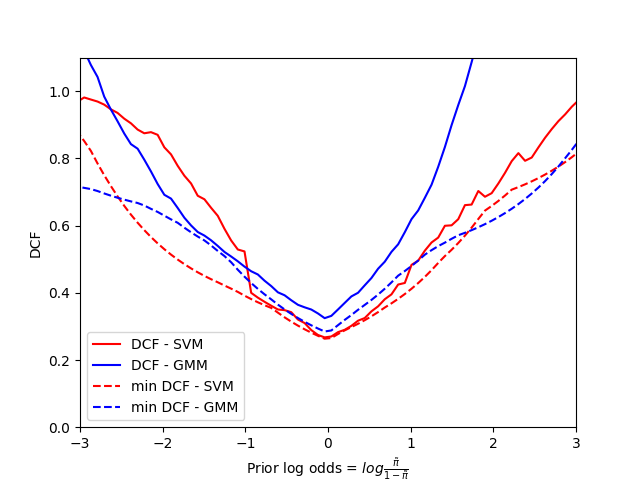 1.0
0.8
0.6
0.4
0.2
0.0
DCF
DCF - SVM
DCF - GMM
min DCF - SVM
min DCF - GMM
−3 −2 −1 0 1 2 3
Prior log odds = log π̃/(1−π̃)